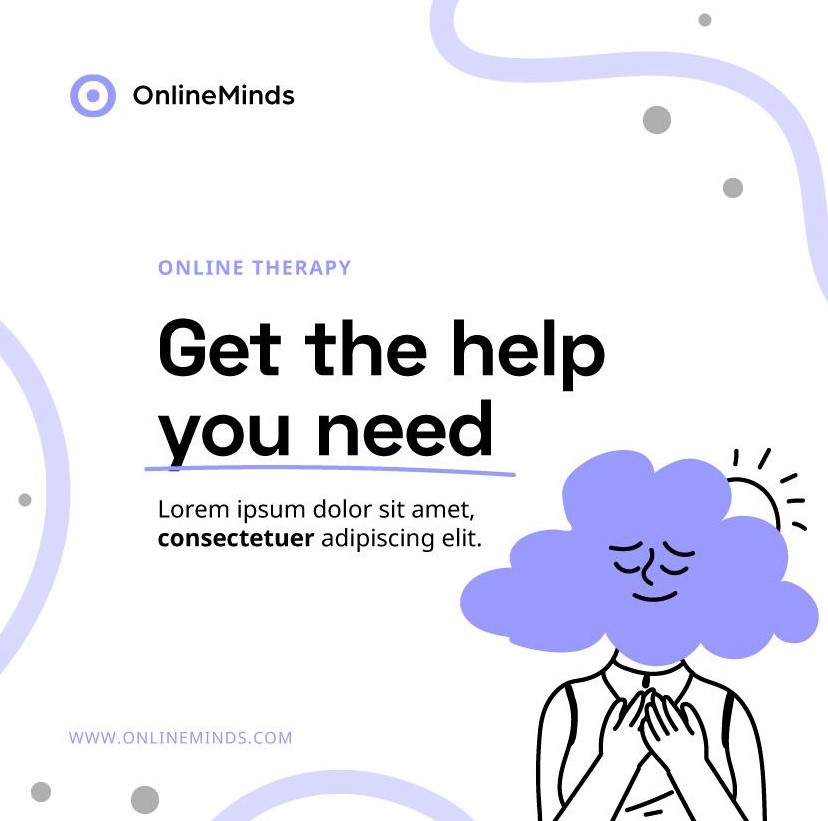 OnlineMinds
ONLINE THERAPY
Get the help
you need
Lorem ipsum dolor sit amet,
consectetuer adipiscing elit.
WWW.ONLINEMINDS.COM